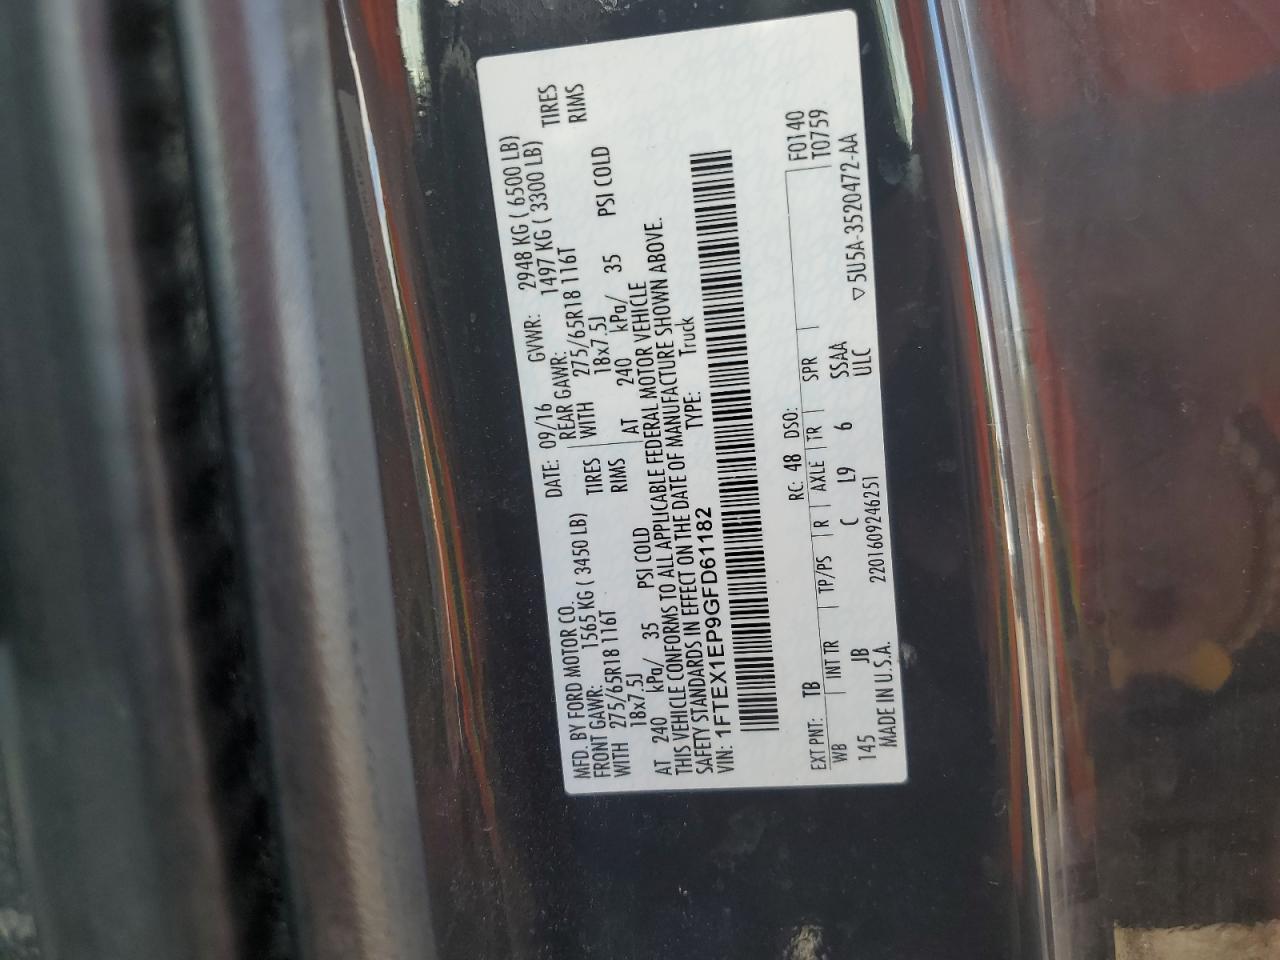 MFD. BY FORD MOTOR CO. DATE: 09/16 GVWR: 2948 KG ( 6500 LB)
FRONT GAWR: 1565 KG ( 3450 LB) REAR GAWR: 1497 KG ( 3300 LB)
WITH 275/65R18 116T TIRES WITH 275/65R18 116T TIRES
18x7.5J RIMS 18x7.5J RIMS
AT 240 kPa/ 35 PSI COLD AT 240 kPa/ 35 PSI COLD
THIS VEHICLE CONFORMS TO ALL APPLICABLE FEDERAL MOTOR VEHICLE
SAFETY STANDARDS IN EFFECT ON THE DATE OF MANUFACTURE SHOWN ABOVE.
VIN: 1FTEX1EP9GFD61182 TYPE: Truck
EXT PNT: TB RC: 48 DSO: F0140
WB INT TR TP/PS R AXLE TR SPR T0759
145 JB C L9 6 SSAA
MADE IN U.S.A. 2201609246251 ULC ▽5U5A-3520472-AA